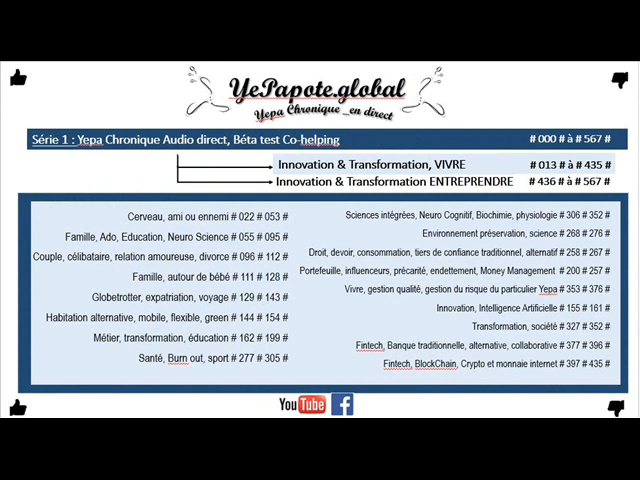 YePapote.global
Yepa Chronique _en direct
Série 1 : Yepa Chronique Audio direct, Béta test Co-helping # 000 # à # 567 #
Innovation & Transformation, VIVRE # 013 # à # 435 #
Innovation & Transformation ENTREPRENDRE # 436 # à # 567 #
Cerveau, ami ou ennemi # 022 # 053 #
Famille, Ado, Education, Neuro Science # 055 # 095 #
Couple, célibataire, relation amoureuse, divorce # 096 # 112 #
Famille, autour de bébé # 111 # 128 #
Globetrotter, expatriation, voyage # 129 # 143 #
Habitation alternative, mobile, flexible, green # 144 # 154 #
Métier, transformation, éducation # 162 # 199 #
Santé, Burn out, sport # 277 # 305 #
Sciences intégrées, Neuro Cognitif, Biochimie, physiologie # 306 # 352 #
Environnement préservation, science # 268 # 276 #
Droit, devoir, consommation, tiers de confiance traditionnel, alternatif # 258 # 267 #
Portefeuille, influenceurs, précarité, endettement, Money Management # 200 # 257 #
Vivre, gestion qualité, gestion du risque du particulier Yepa # 353 # 376 #
Innovation, Intelligence Artificielle # 155 # 161 #
Transformation, société # 327 # 352 #
Fintech, Banque traditionnelle, alternative, collaborative # 377 # 396 #
Fintech, BlockChain, Crypto et monnaie internet # 397 # 435 #
YouTube f